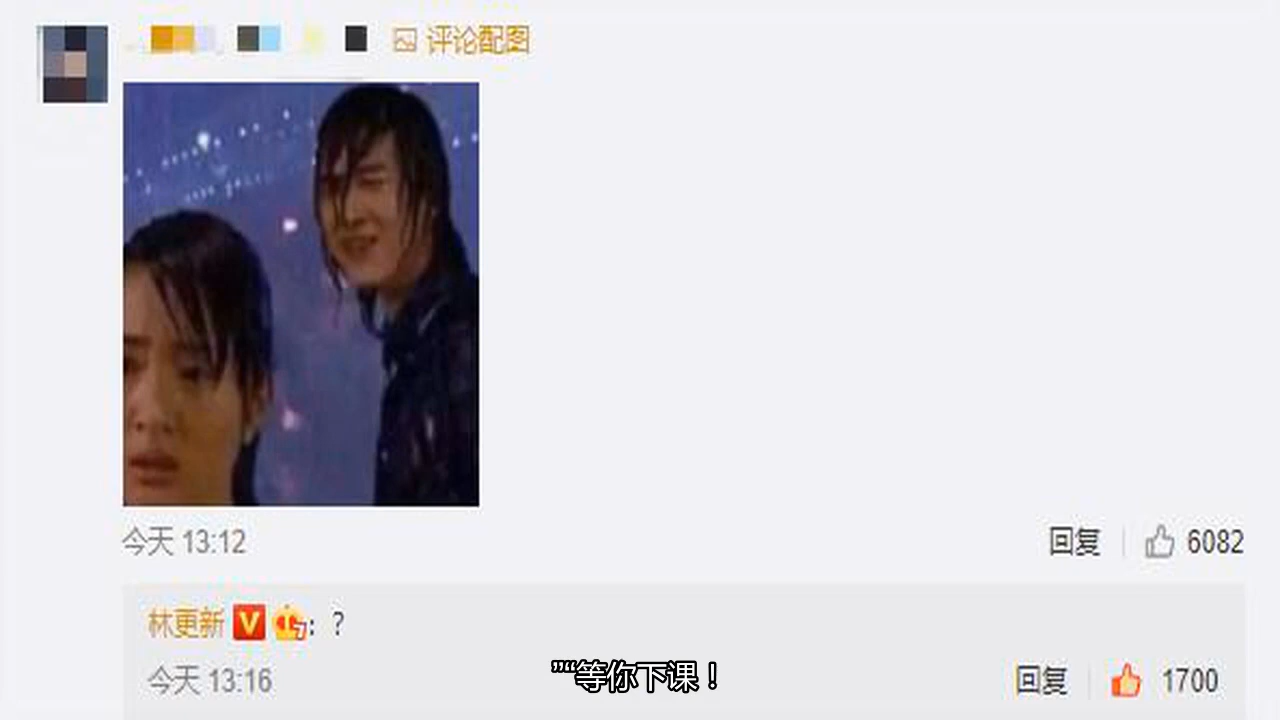 评论配图
今天 13:12
回复 6082
林更新 V 7: ?
今天 13:16
回复 1700
”“等你下课！